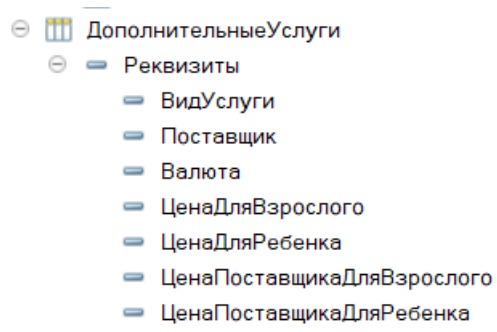 ДополнительныеУслуги
Реквизиты
ВидУслуги
Поставщик
Валюта
ЦенаДляВзрослого
ЦенаДляРебенка
ЦенаПоставщикаДляВзрослого
ЦенаПоставщикаДляРебенка